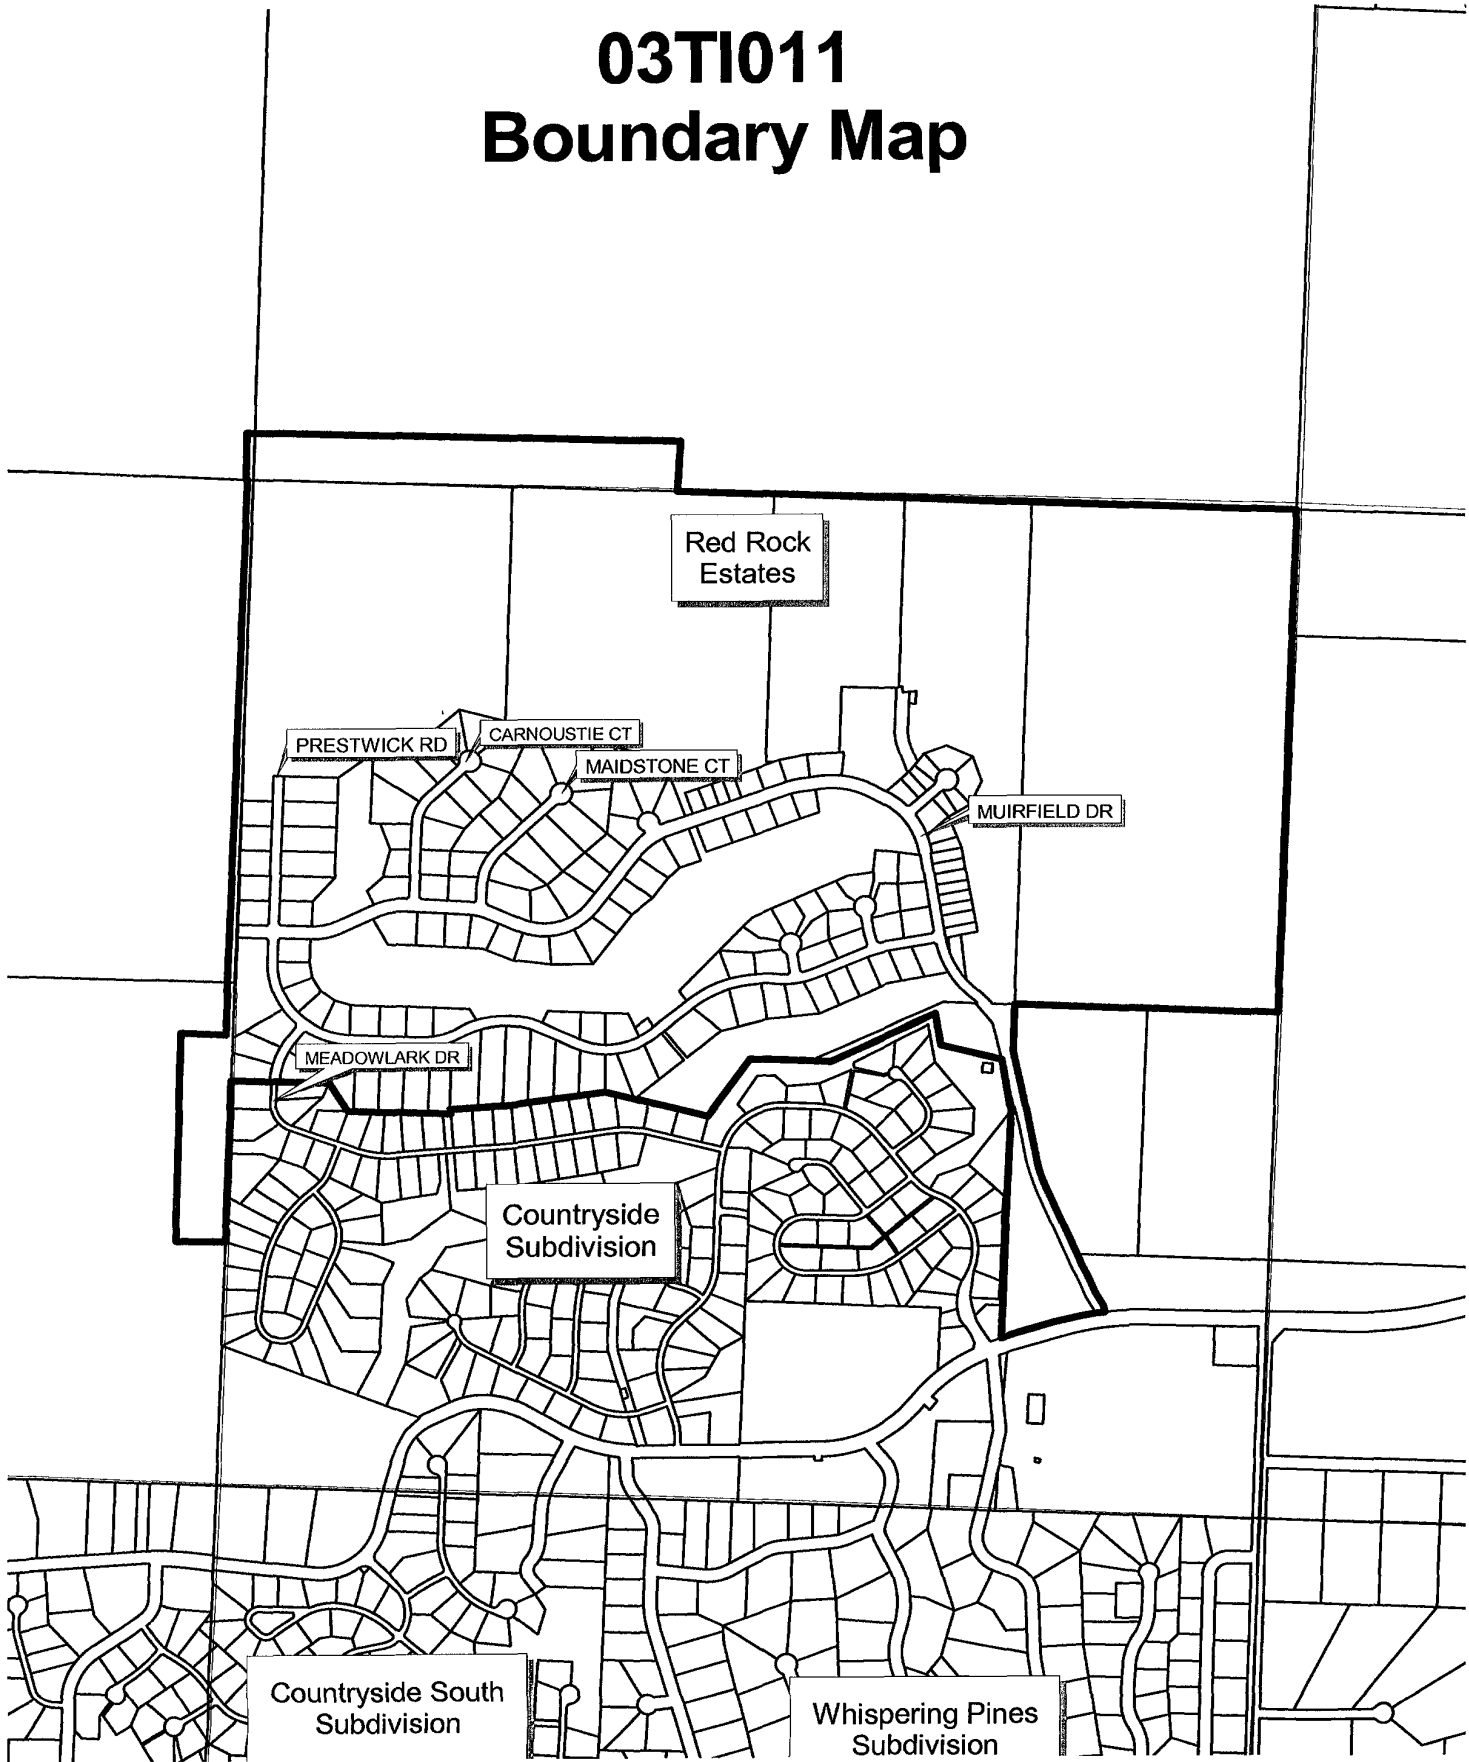 03TI011
Boundary Map
Red Rock
Estates
PRESTWICK RD
CARNOUSTIE CT
MAIDSTONE CT
MUIRFIELD DR
MEADOWLARK DR
Countryside
Subdivision
Countryside South
Subdivision
Whispering Pines
Subdivision